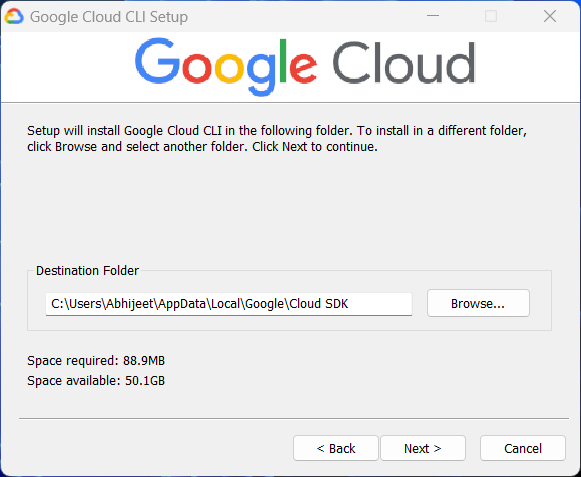 Google Cloud CLI Setup
Google Cloud
Setup will install Google Cloud CLI in the following folder. To install in a different folder,
click Browse and select another folder. Click Next to continue.
Destination Folder
C:\Users\Abhijeet\AppData\Local\Google\Cloud SDK
Browse...
Space required: 88.9MB
Space available: 50.1GB
< Back
Next >
Cancel